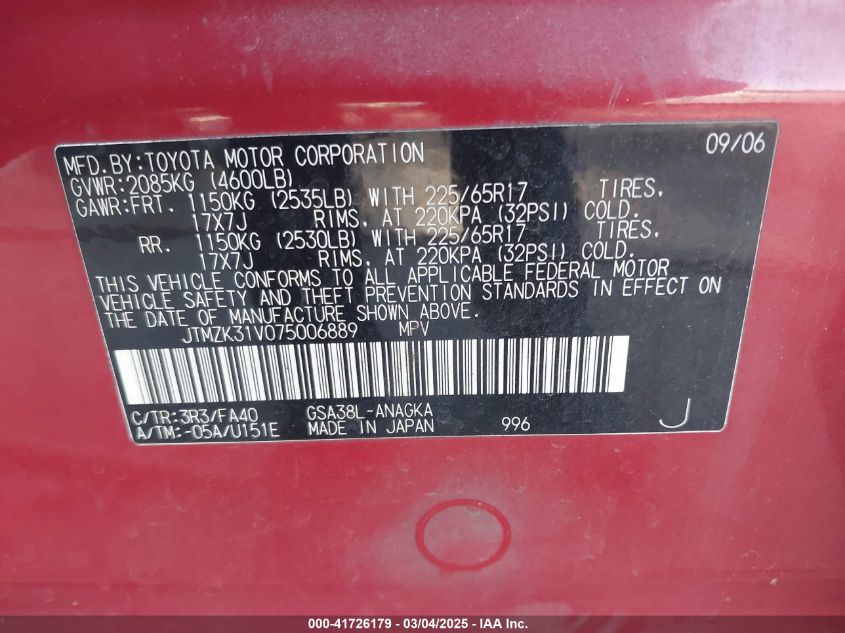 MFD.BY:TOYOTA MOTOR CORPORATION 09/06
GVWR:2085KG (4600LB)
GAWR:FRT. 1150KG (2535LB) WITH 225/65R17 TIRES,
17X7J RIMS, AT 220KPA (32PSI) COLD.
RR. 1150KG (2530LB) WITH 225/65R17 TIRES,
17X7J RIMS, AT 220KPA (32PSI) COLD.
THIS VEHICLE CONFORMS TO ALL APPLICABLE FEDERAL MOTOR
VEHICLE SAFETY AND THEFT PREVENTION STANDARDS IN EFFECT ON
THE DATE OF MANUFACTURE SHOWN ABOVE.
JTMZK31V075006889 MPV
C/TR:3R3/FA40 GSA38L-ANAGKA
A/TM:-05A/U151E MADE IN JAPAN 996 J
000-41726179 - 03/04/2025 - IAA Inc.